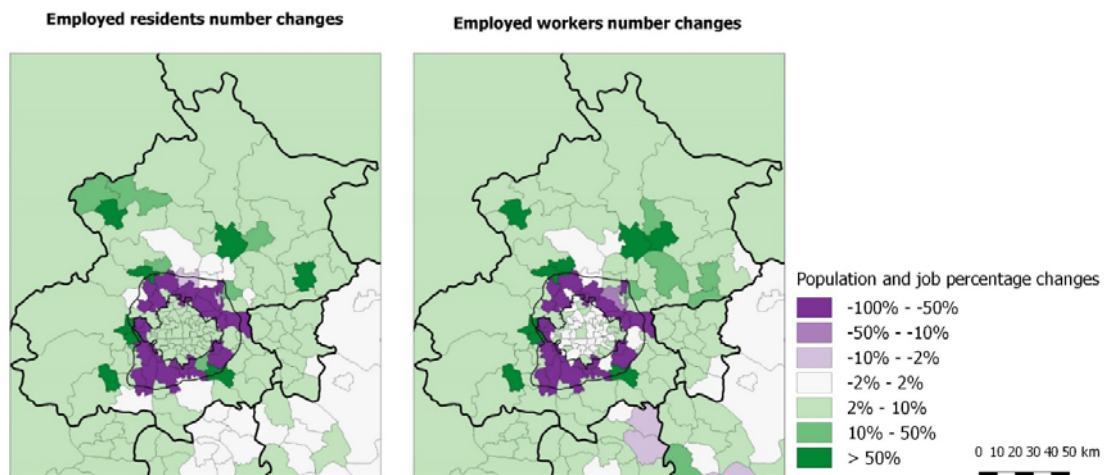 Employed residents number changes
Employed workers number changes
Population and job percentage changes
-100% - -50%
-50% - -10%
-10% - -2%
-2% - 2%
2% - 10%
10% - 50%
> 50%
0 10 20 30 40 50 km